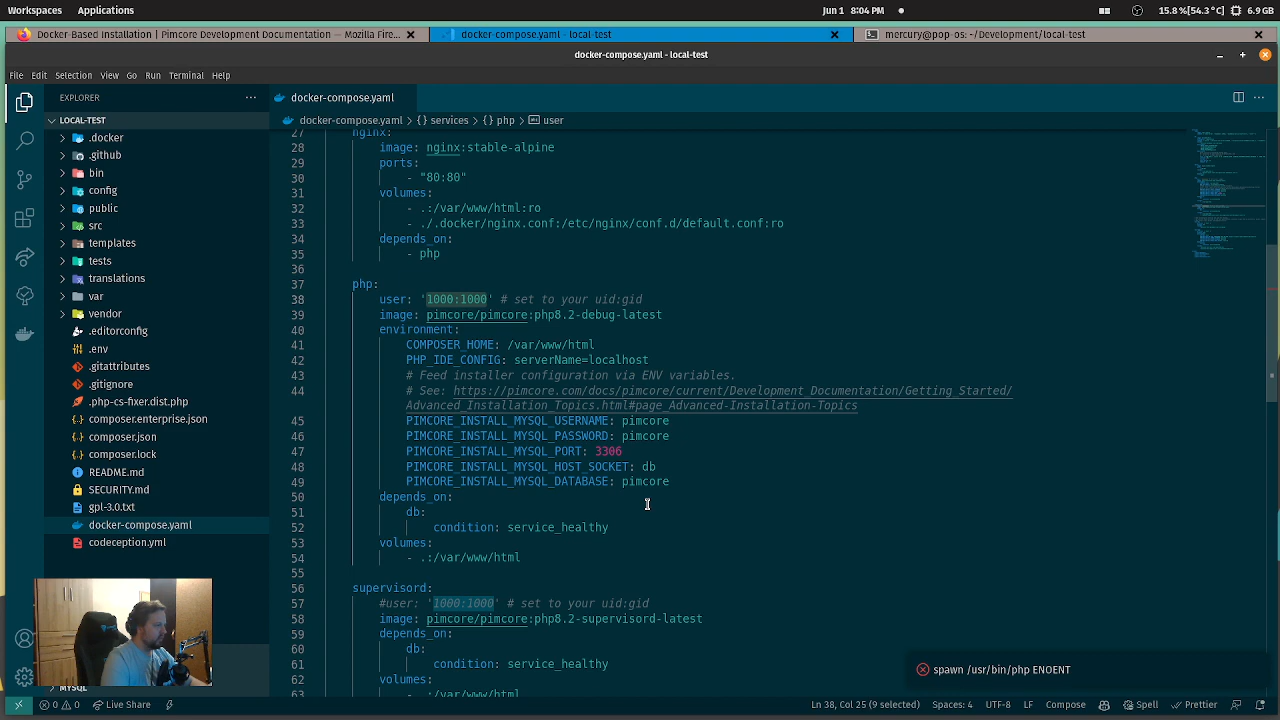 Workspaces Applications Jun 1 8:04 PM 15.8 %[54.3 °C] 6.9 GB
Docker-Based Installation | Pimcore Development Documentation — Mozilla Fire... docker-compose.yaml - local-test mercury@pop-os: ~/Development/local-test
docker-compose.yaml - local-test
File Edit Selection View Go Run Terminal Help
EXPLORER
docker-compose.yaml
LOCAL-TEST
docker-compose.yaml > {} services > {} php > user
.docker
.github
bin
config
public
src
templates
tests
translations
var
vendor
.editorconfig
.env
.gitattributes
.gitignore
.php-cs-fixer.dist.php
composer.enterprise.json
composer.json
composer.lock
README.md
SECURITY.md
gpl-3.0.txt
docker-compose.yaml
codeception.yml
MYSQL
27 nginx:
28 image: nginx:stable-alpine
29 ports:
30 - "80:80"
31 volumes:
32 - .:/var/www/html:ro
33 - ./.docker/nginx.conf:/etc/nginx/conf.d/default.conf:ro
34 depends_on:
35 - php
36
37 php:
38 user: '1000:1000' # set to your uid:gid
39 image: pimcore/pimcore:php8.2-debug-latest
40 environment:
41 COMPOSER_HOME: /var/www/html
42 PHP_IDE_CONFIG: serverName=localhost
43 # Feed installer configuration via ENV variables.
44 # See: https://pimcore.com/docs/pimcore/current/Development_Documentation/Getting_Started/
Advanced_Installation_Topics.html#page_Advanced-Installation-Topics
45 PIMCORE_INSTALL_MYSQL_USERNAME: pimcore
46 PIMCORE_INSTALL_MYSQL_PASSWORD: pimcore
47 PIMCORE_INSTALL_MYSQL_PORT: 3306
48 PIMCORE_INSTALL_MYSQL_HOST_SOCKET: db
49 PIMCORE_INSTALL_MYSQL_DATABASE: pimcore
50 depends_on:
51 db:
52 condition: service_healthy
53 volumes:
54 - .:/var/www/html
55
56 supervisord:
57 #user: '1000:1000' # set to your uid:gid
58 image: pimcore/pimcore:php8.2-supervisord-latest
59 depends_on:
60 db:
61 condition: service_healthy
62 volumes:
63 - .:/var/www/html
spawn /usr/bin/php ENOENT
0 0 Live Share Ln 38, Col 25 (9 selected) Spaces: 4 UTF-8 LF Compose Spell Prettier